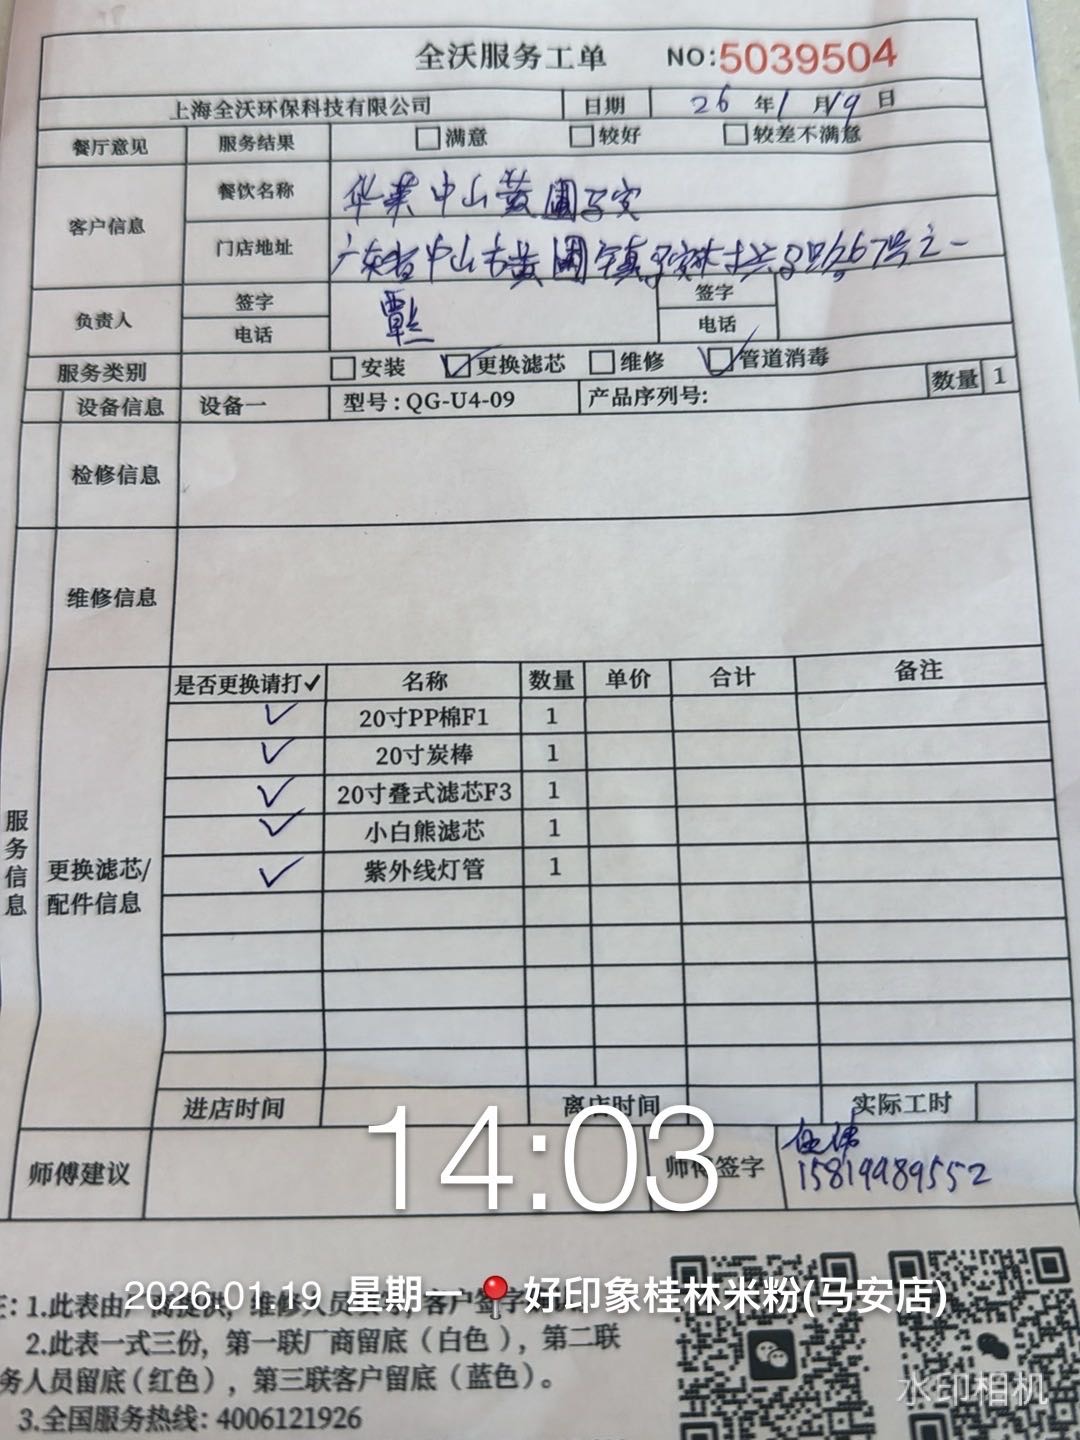 全沃服务工单 NO:5039504
上海全沃环保科技有限公司 日期 26 年 1 月 19 日
餐厅意见 服务结果 满意 较好 较差不满意
客户信息 餐饮名称 华莱 中山黄圃马安
门店地址 广东省中山市黄圃镇马安村 号之一
负责人 签字 签字
电话 电话
服务类别 安装 ✓更换滤芯 维修 ✓管道消毒
设备信息 设备一 型号:QG-U4-09 产品序列号: 数量 1
检修信息
维修信息
服务信息
更换滤芯/
配件信息
是否更换请打✓ 名称 数量 单价 合计 备注
✓ 20寸PP棉F1 1
✓ 20寸炭棒 1
✓ 20寸叠式滤芯F3 1
✓ 小白熊滤芯 1
✓ 紫外线灯管 1
进店时间 离店时间 实际工时
14:03
师傅建议 师傅签字 15819989552
2026.01.19 星期一 📍好印象桂林米粉(马安店)
注:1.此表由 客户签字
2.此表一式三份,第一联厂商留底(白色),第二联
务人员留底(红色),第三联客户留底(蓝色)。
3.全国服务热线:4006121926
水印相机